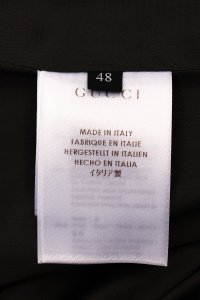 48
GUCCI
MADE IN ITALY
FABRIQUE EN ITALIE
HERGESTELLT IN ITALIEN
HECHO EN ITALIA
イタリア製